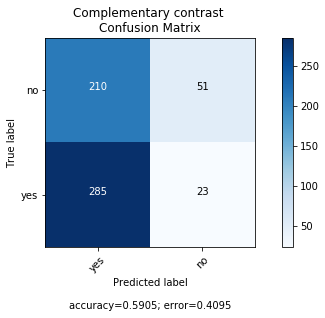 Complementary contrast
Confusion Matrix
no
210
51
yes
285
23
True label
yes
no
Predicted label
accuracy=0.5905; error=0.4095
250
200
150
100
50